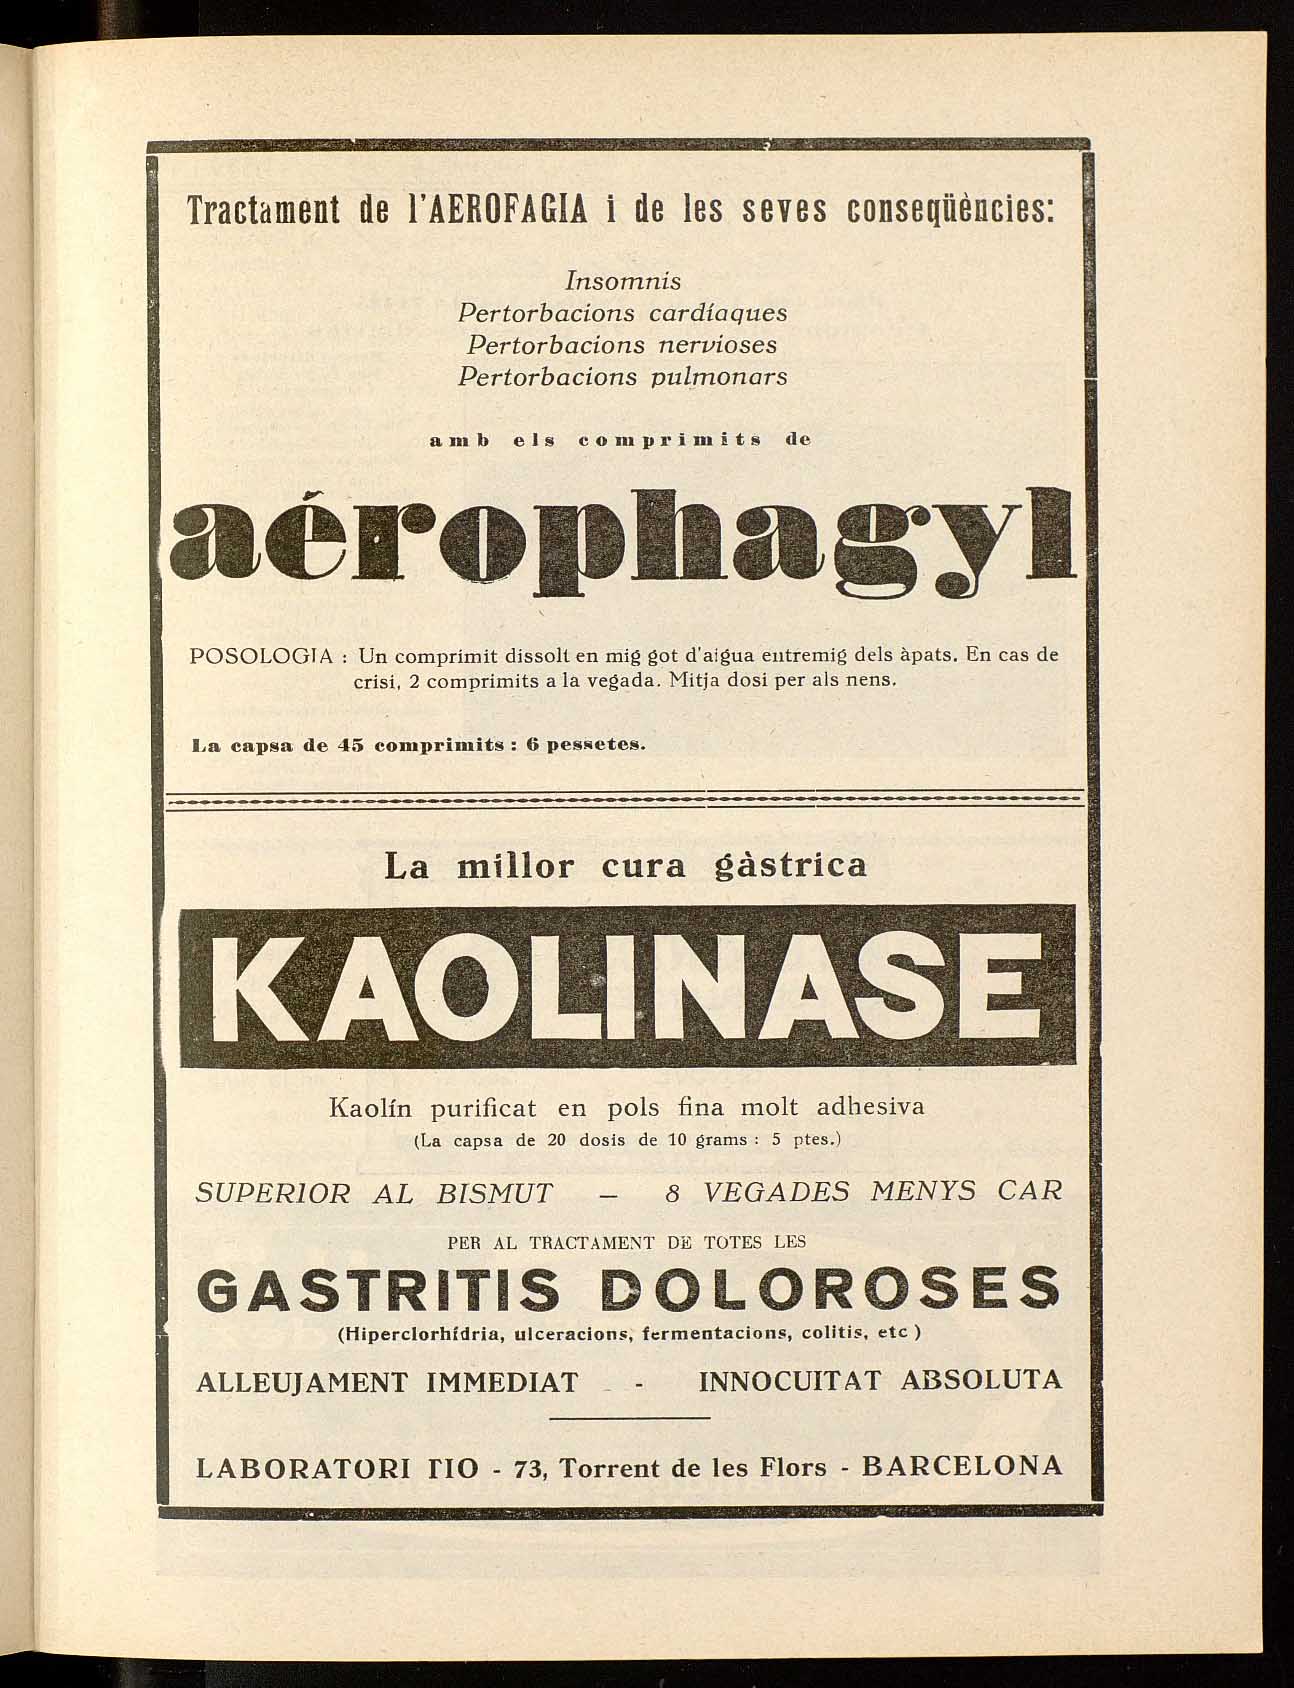 Tractament de l'AEROFAGIA i de les seves conseqüències:
Insomnis
Pertorbacions cardíaques
Pertorbacions nervioses
Pertorbacions pulmonars
amb els comprimits de
aérophagyl
POSOLOGIA : Un comprimit dissolt en mig got d'aigua entremig dels àpats. En cas de
crisi, 2 comprimits a la vegada. Mitja dosi per als nens.
La capsa de 45 comprimits : 6 pessetes.
La millor cura gàstrica
KAOLINASE
Kaolín purificat en pols fina molt adhesiva
(La capsa de 20 dosis de 10 grams : 5 ptes.)
SUPERIOR AL BISMUT – 8 VEGADES MENYS CAR
PER AL TRACTAMENT DE TOTES LES
GASTRITIS DOLOROSES
(Hiperclorhídria, ulceracions, fermentacions, colitis, etc )
ALLEUJAMENT IMMEDIAT - INNOCUITAT ABSOLUTA
LABORATORI TIO - 73, Torrent de les Flors - BARCELONA